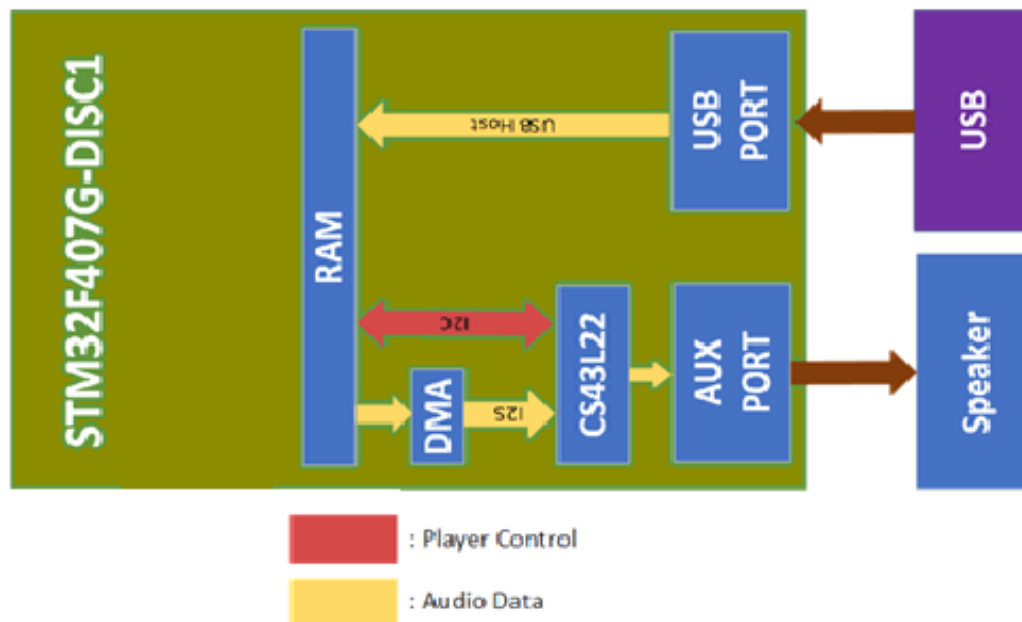 STM32F407G-DISC1
RAM
USB Host
USB
PORT
USB
I2C
DMA
I2S
CS43L22
AUX
PORT
Speaker
: Player Control
: Audio Data